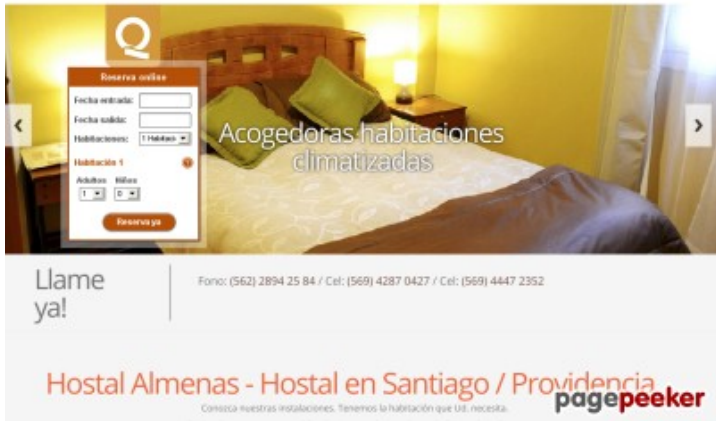 Q
Reserva online
Fecha entrada:
Fecha salida:
Habitaciones: 1 Habitaci
Habitación 1
Adultos Niños
1 0
Reserva ya
Acogedoras habitaciones
climatizadas
Llame
ya!
Fono: (562) 2894 25 84 / Cel: (569) 4287 0427 / Cel: (569) 4447 2352
Hostal Almenas - Hostal en Santiago / Providencia
Conozca nuestras instalaciones. Tenemos la habitación que Ud. necesita.
pagepeeker